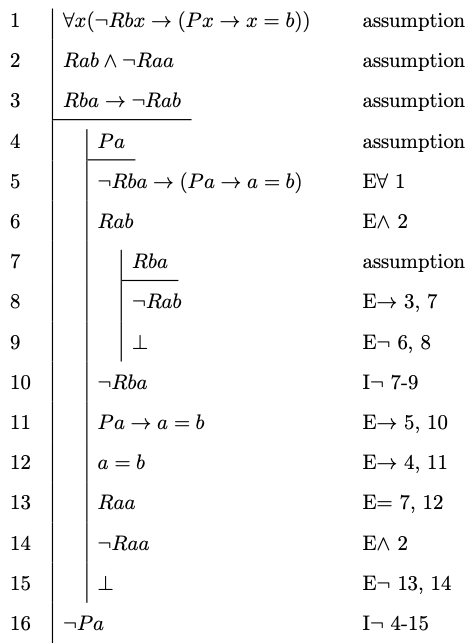 1 ∀x(¬Rbx → (Px → x = b)) assumption
2 Rab ∧ ¬Raa assumption
3 Rba → ¬Rab assumption
4 Pa assumption
5 ¬Rba → (Pa → a = b) E∀ 1
6 Rab E∧ 2
7 Rba assumption
8 ¬Rab E→ 3, 7
9 ⊥ E¬ 6, 8
10 ¬Rba I¬ 7-9
11 Pa → a = b E→ 5, 10
12 a = b E→ 4, 11
13 Raa E= 7, 12
14 ¬Raa E∧ 2
15 ⊥ E¬ 13, 14
16 ¬Pa I¬ 4-15